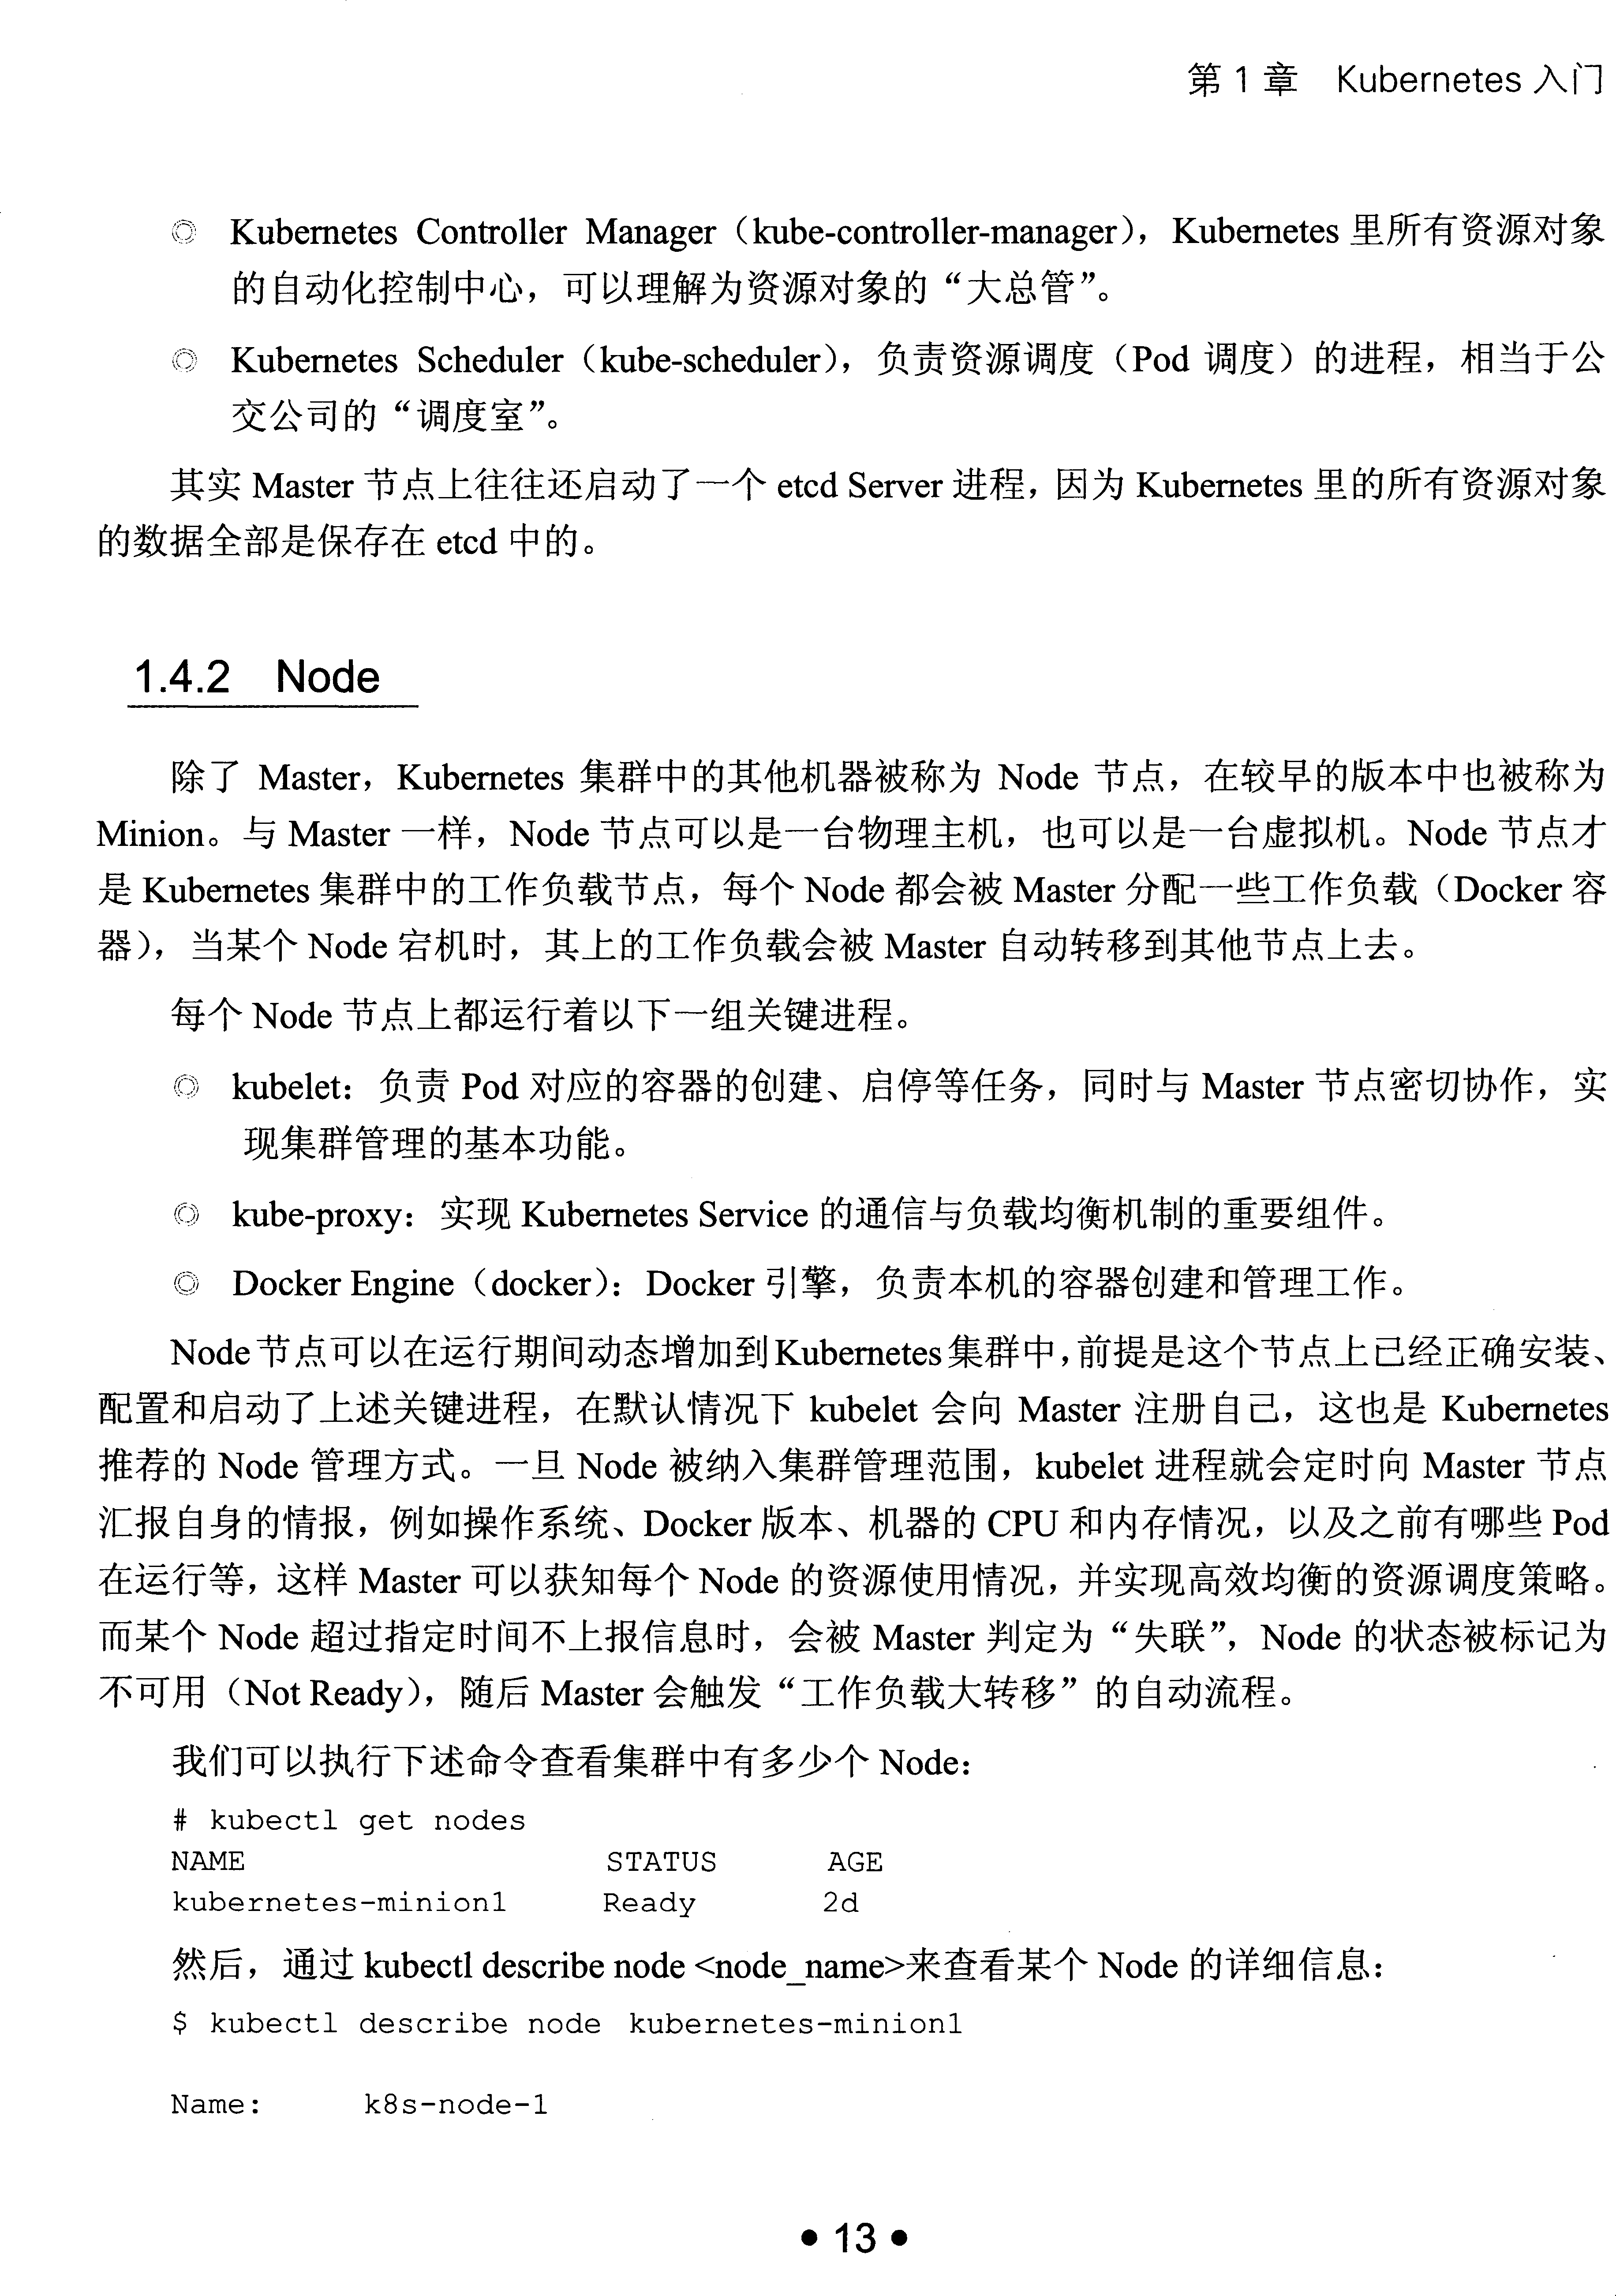 第 1 章 Kubernetes 入门
◎ Kubernetes Controller Manager（kube-controller-manager），Kubernetes 里所有资源对象
的自动化控制中心，可以理解为资源对象的“大总管”。
◎ Kubernetes Scheduler（kube-scheduler），负责资源调度（Pod 调度）的进程，相当于公
交公司的“调度室”。
其实 Master 节点上往往还启动了一个 etcd Server 进程，因为 Kubernetes 里的所有资源对象
的数据全部是保存在 etcd 中的。
1.4.2 Node
除了 Master，Kubernetes 集群中的其他机器被称为 Node 节点，在较早的版本中也被称为
Minion。与 Master 一样，Node 节点可以是一台物理主机，也可以是一台虚拟机。Node 节点才
是 Kubernetes 集群中的工作负载节点，每个 Node 都会被 Master 分配一些工作负载（Docker 容
器），当某个 Node 宕机时，其上的工作负载会被 Master 自动转移到其他节点上去。
每个 Node 节点上都运行着以下一组关键进程。
◎ kubelet：负责 Pod 对应的容器的创建、启停等任务，同时与 Master 节点密切协作，实
现集群管理的基本功能。
◎ kube-proxy：实现 Kubernetes Service 的通信与负载均衡机制的重要组件。
◎ Docker Engine（docker）：Docker 引擎，负责本机的容器创建和管理工作。
Node 节点可以在运行期间动态增加到 Kubernetes 集群中，前提是这个节点上已经正确安装、
配置和启动了上述关键进程，在默认情况下 kubelet 会向 Master 注册自己，这也是 Kubernetes
推荐的 Node 管理方式。一旦 Node 被纳入集群管理范围，kubelet 进程就会定时向 Master 节点
汇报自身的情报，例如操作系统、Docker 版本、机器的 CPU 和内存情况，以及之前有哪些 Pod
在运行等，这样 Master 可以获知每个 Node 的资源使用情况，并实现高效均衡的资源调度策略。
而某个 Node 超过指定时间不上报信息时，会被 Master 判定为“失联”，Node 的状态被标记为
不可用（Not Ready），随后 Master 会触发“工作负载大转移”的自动流程。
我们可以执行下述命令查看集群中有多少个 Node：
# kubectl get nodes
NAME STATUS AGE
kubernetes-minion1 Ready 2d
然后，通过 kubectl describe node <node_name>来查看某个 Node 的详细信息：
$ kubectl describe node kubernetes-minion1
Name: k8s-node-1
• 13 •